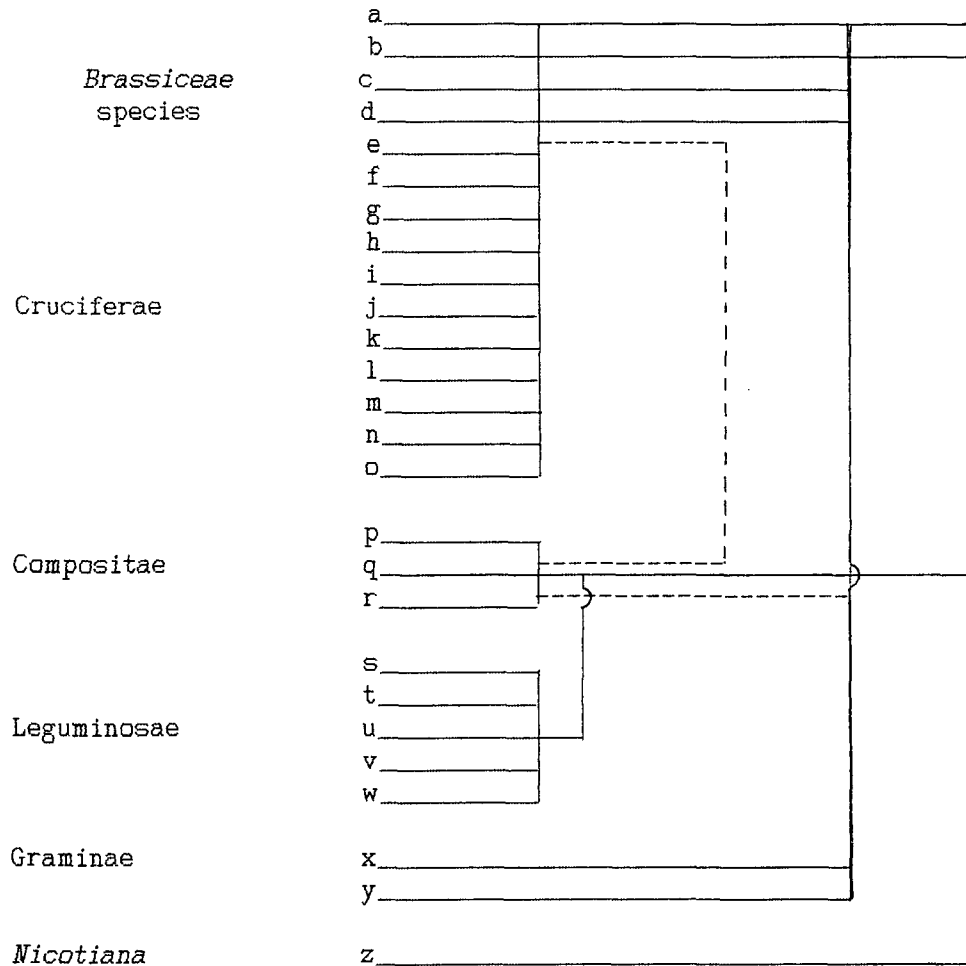 a
b
Brassiceae
species
c
d
e
f
g
h
i
Cruciferae
j
k
l
m
n
o
p
Compositae
q
r
s
t
Leguminosae
u
v
w
Graminae
x
y
Nicotiana
z